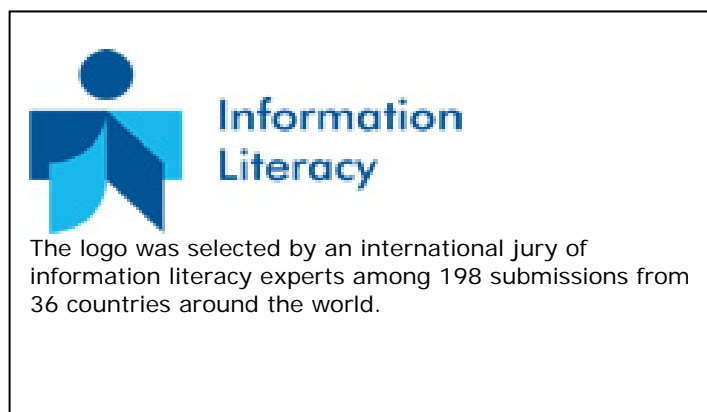 Information
Literacy
The logo was selected by an international jury of
information literacy experts among 198 submissions from
36 countries around the world.